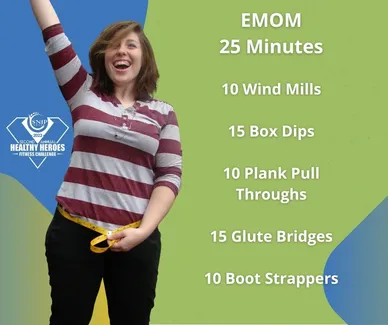 EMOM
25 Minutes
10 Wind Mills
15 Box Dips
10 Plank Pull
Throughs
15 Glute Bridges
10 Boot Strappers
SNIP
HEALTHY HEROES
FITNESS CHALLENGE